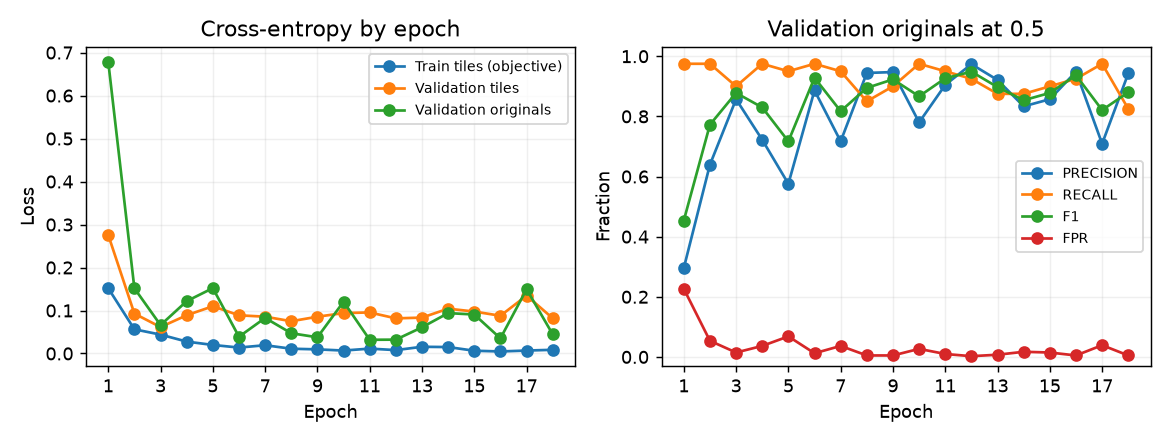 Cross-entropy by epoch
0.7
0.6
0.5
0.4
0.3
0.2
0.1
0.0
Loss
Train tiles (objective)
Validation tiles
Validation originals
1 3 5 7 9 11 13 15 17
Epoch
Validation originals at 0.5
1.0
0.8
0.6
0.4
0.2
0.0
Fraction
PRECISION
RECALL
F1
FPR
1 3 5 7 9 11 13 15 17
Epoch